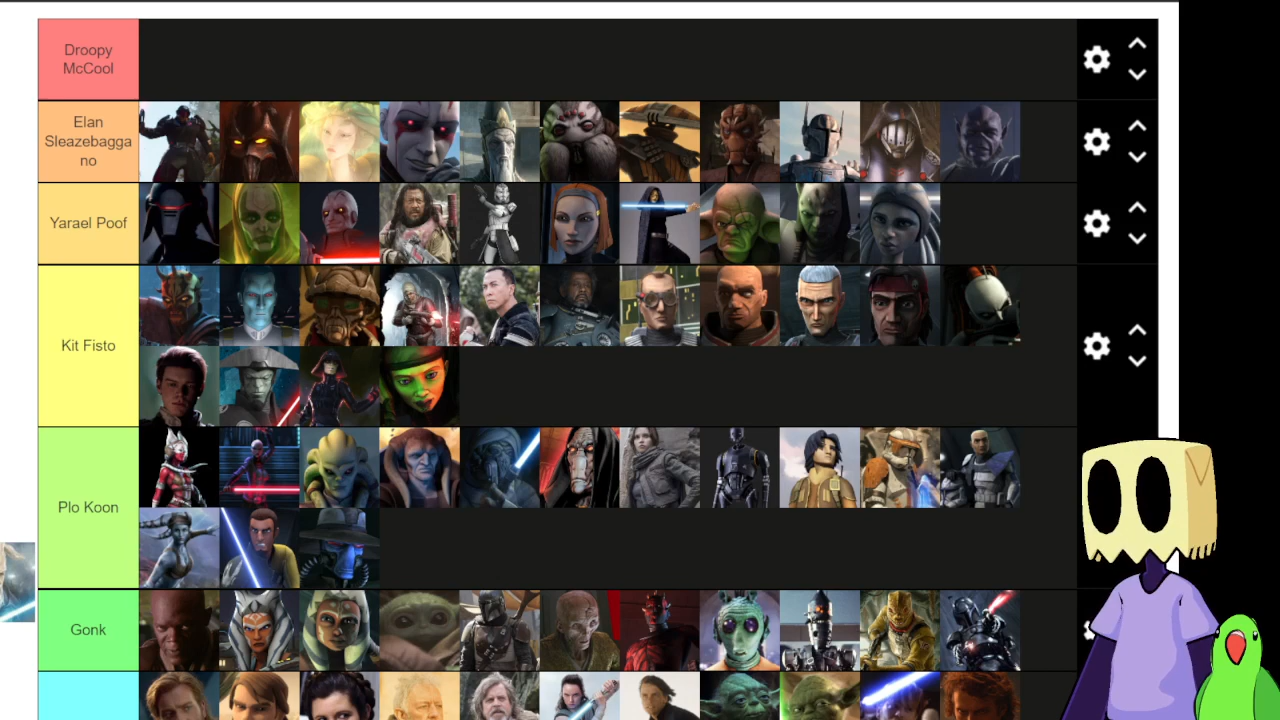 Droopy
McCool
Elan
Sleazebagga
no
Yarael Poof
Kit Fisto
Plo Koon
Gonk